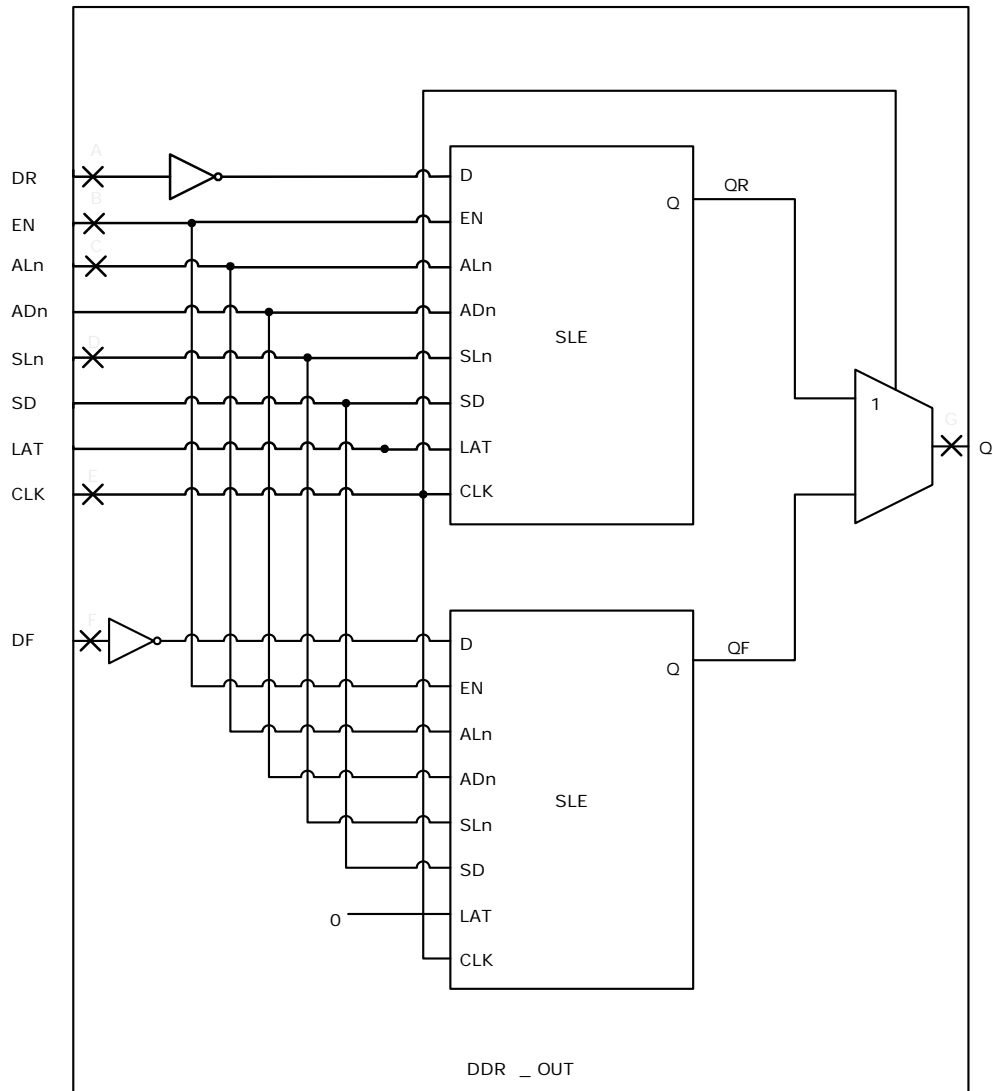 A
DR
B
EN
C
ALn
ADn
D
SLn
SD
LAT
E
CLK
F
DF
D
EN
ALn
ADn
SLn
SD
LAT
CLK
SLE
Q
QR
1
G
Q
D
EN
ALn
ADn
SLn
SD
0
LAT
CLK
SLE
Q
QF
DDR _ OUT